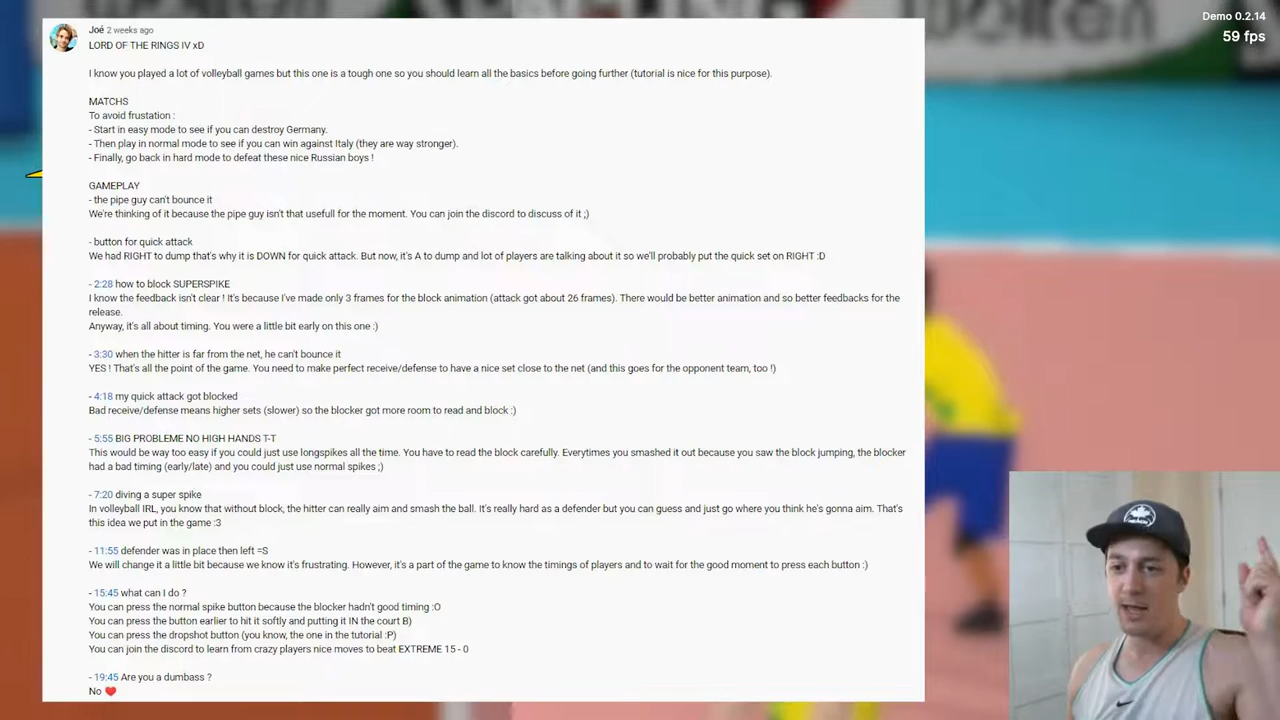 Demo 0.2.14
59 fps
Joé 2 weeks ago
LORD OF THE RINGS IV xD
I know you played a lot of volleyball games but this one is a tough one so you should learn all the basics before going further (tutorial is nice for this purpose).
MATCHS
To avoid frustation :
- Start in easy mode to see if you can destroy Germany.
- Then play in normal mode to see if you can win against Italy (they are way stronger).
- Finally, go back in hard mode to defeat these nice Russian boys !
GAMEPLAY
- the pipe guy can't bounce it
We're thinking of it because the pipe guy isn't that usefull for the moment. You can join the discord to discuss of it ;)
- button for quick attack
We had RIGHT to dump that's why it is DOWN for quick attack. But now, it's A to dump and lot of players are talking about it so we'll probably put the quick set on RIGHT :D
- 2:28 how to block SUPERSPIKE
I know the feedback isn't clear ! It's because I've made only 3 frames for the block animation (attack got about 26 frames). There would be better animation and so better feedbacks for the
release.
Anyway, it's all about timing. You were a little bit early on this one :)
- 3:30 when the hitter is far from the net, he can't bounce it
YES ! That's all the point of the game. You need to make perfect receive/defense to have a nice set close to the net (and this goes for the opponent team, too !)
- 4:18 my quick attack got blocked
Bad receive/defense means higher sets (slower) so the blocker got more room to read and block :)
- 5:55 BIG PROBLEME NO HIGH HANDS T-T
This would be way too easy if you could just use longspikes all the time. You have to read the block carefully. Everytimes you smashed it out because you saw the block jumping, the blocker
had a bad timing (early/late) and you could just use normal spikes ;)
- 7:20 diving a super spike
In volleyball IRL, you know that without block, the hitter can really aim and smash the ball. It's really hard as a defender but you can guess and just go where you think he's gonna aim. That's
this idea we put in the game :3
- 11:55 defender was in place then left =S
We will change it a little bit because we know it's frustrating. However, it's a part of the game to know the timings of players and to wait for the good moment to press each button :)
- 15:45 what can I do ?
You can press the normal spike button because the blocker hadn't good timing :O
You can press the button earlier to hit it softly and putting it IN the court B)
You can press the dropshot button (you know, the one in the tutorial :P)
You can join the discord to learn from crazy players nice moves to beat EXTREME 15 - 0
- 19:45 Are you a dumbass ?
No ❤